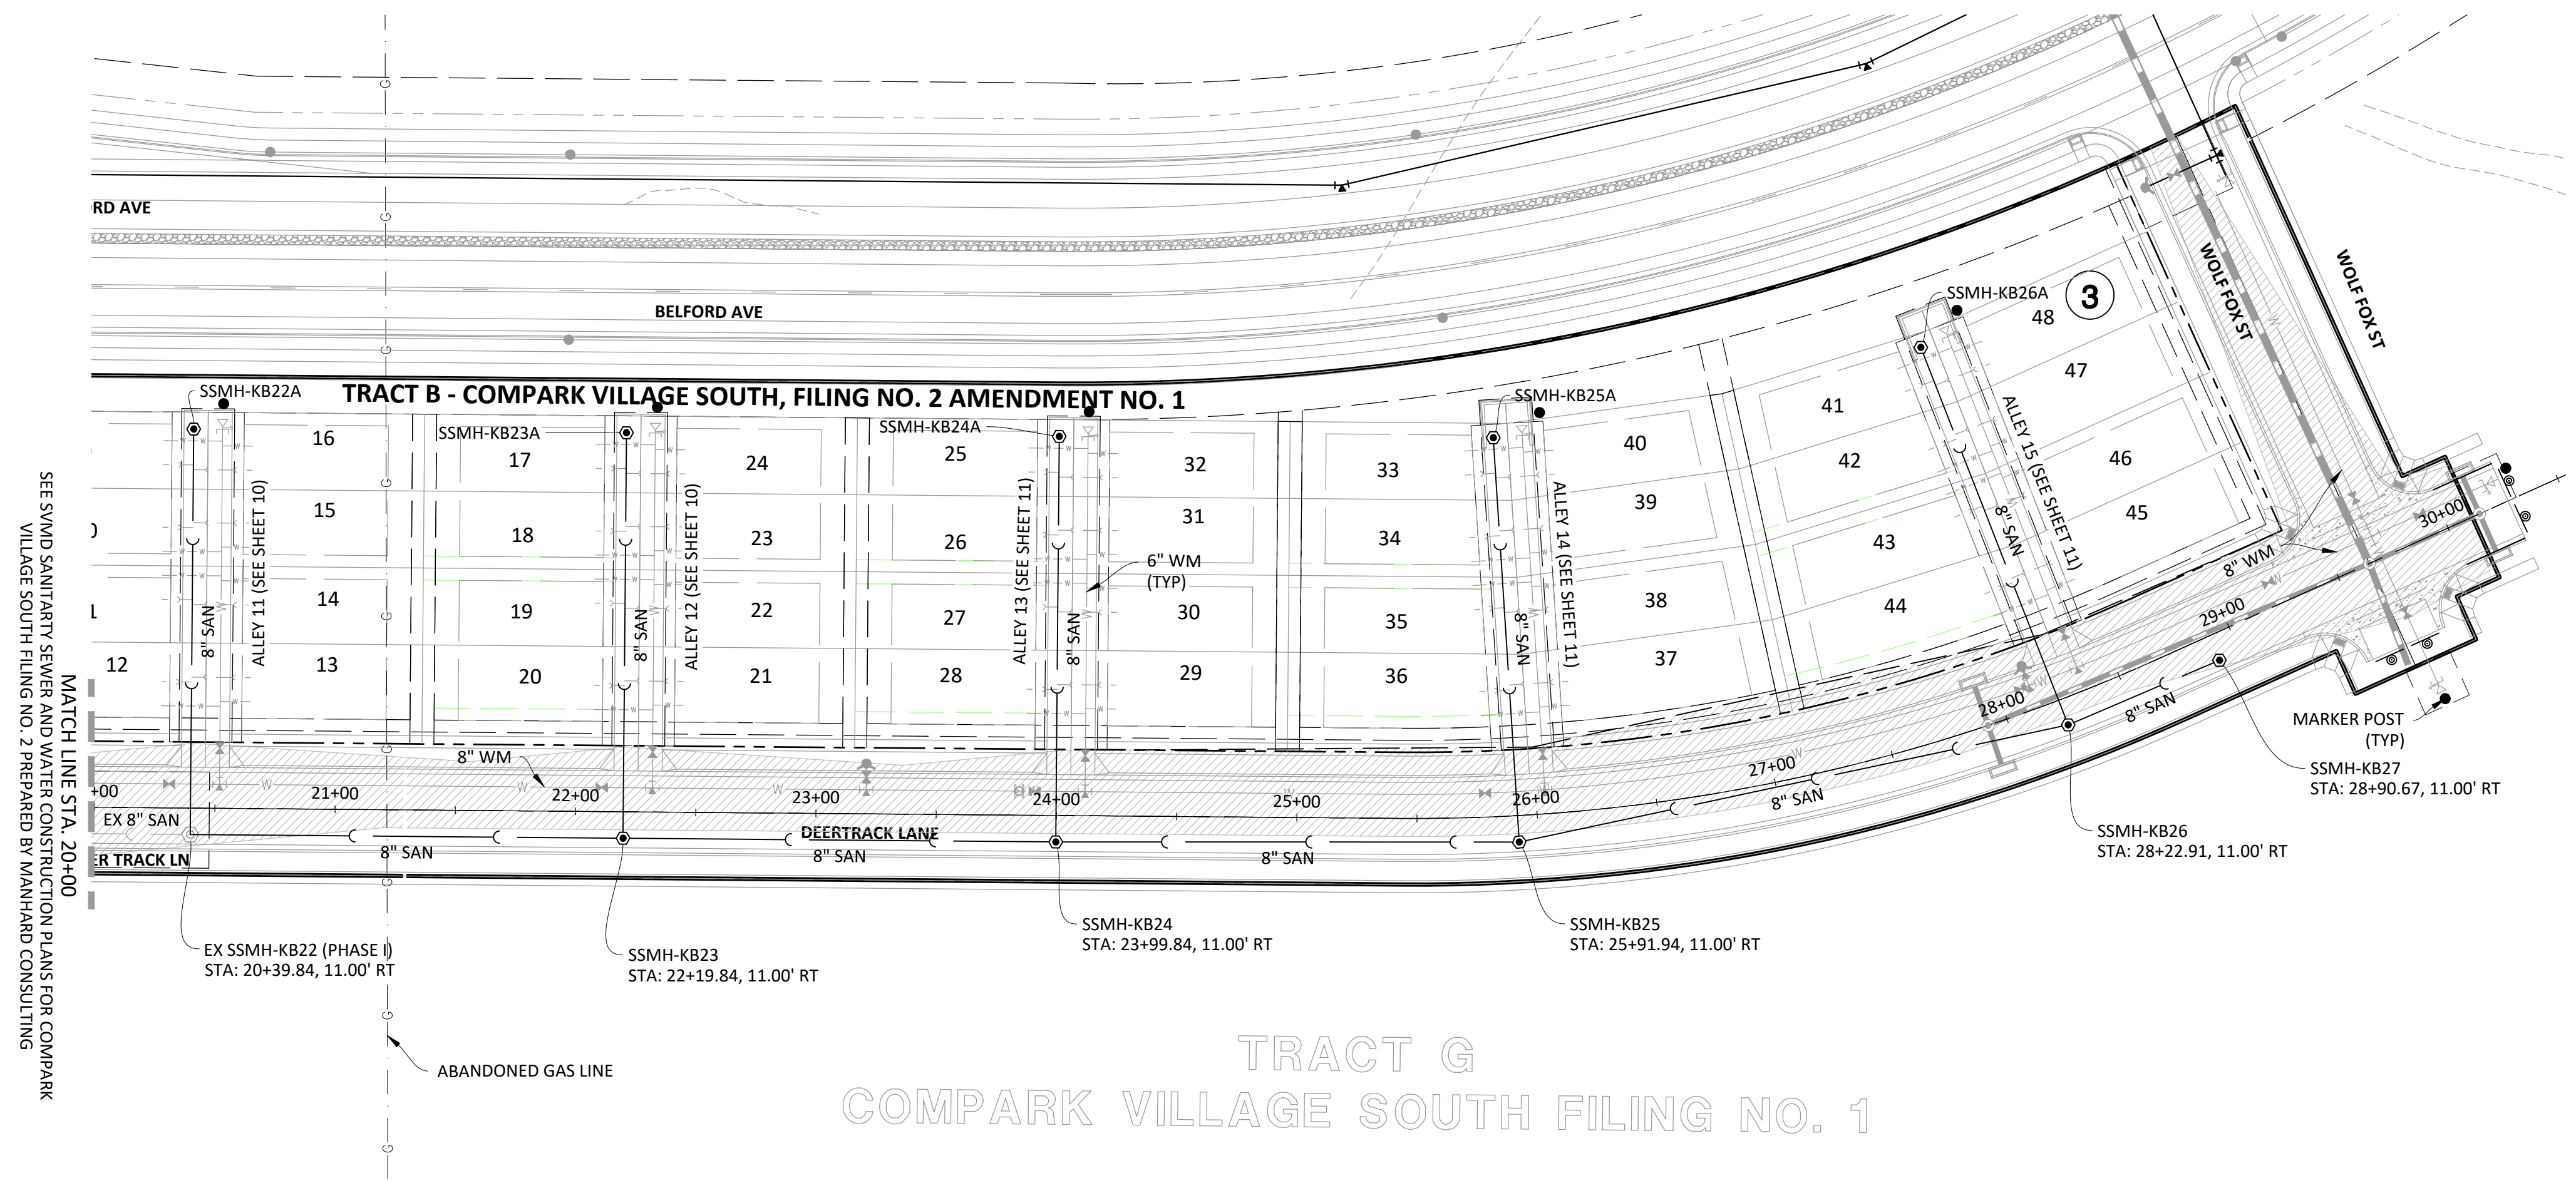 RD AVE
BELFORD AVE
WOLF FOX ST
WOLF FOX ST
TRACT B - COMPARK VILLAGE SOUTH, FILING NO. 2 AMENDMENT NO. 1
SSMH-KB22A
SSMH-KB23A
SSMH-KB24A
SSMH-KB25A
SSMH-KB26A
3
12
16
15
14
13
17
18
19
20
24
23
22
21
25
26
27
28
32
31
30
29
33
34
35
36
40
39
38
37
41
42
43
44
48
47
46
45
8" SAN
ALLEY 11 (SEE SHEET 10)
8" SAN
ALLEY 12 (SEE SHEET 10)
ALLEY 13 (SEE SHEET 11)
8" SAN
6" WM
(TYP)
8" SAN
ALLEY 14 (SEE SHEET 11)
8" SAN
ALLEY 15 (SEE SHEET 11)
8" WM
8" WM
+00
21+00
22+00
23+00
24+00
25+00
26+00
27+00
28+00
29+00
30+00
EX 8" SAN
ER TRACK LN
8" SAN
DEERTRACK LANE
8" SAN
8" SAN
8" SAN
8" SAN
MATCH LINE STA. 20+00
SEE SVMD SANITARTY SEWER AND WATER CONSTRUCTION PLANS FOR COMPARK
VILLAGE SOUTH FILING NO. 2 PREPARED BY MANHARD CONSULTING
EX SSMH-KB22 (PHASE I)
STA: 20+39.84, 11.00' RT
SSMH-KB23
STA: 22+19.84, 11.00' RT
SSMH-KB24
STA: 23+99.84, 11.00' RT
SSMH-KB25
STA: 25+91.94, 11.00' RT
SSMH-KB26
STA: 28+22.91, 11.00' RT
SSMH-KB27
STA: 28+90.67, 11.00' RT
MARKER POST
(TYP)
ABANDONED GAS LINE
TRACT G
COMPARK VILLAGE SOUTH FILING NO. 1